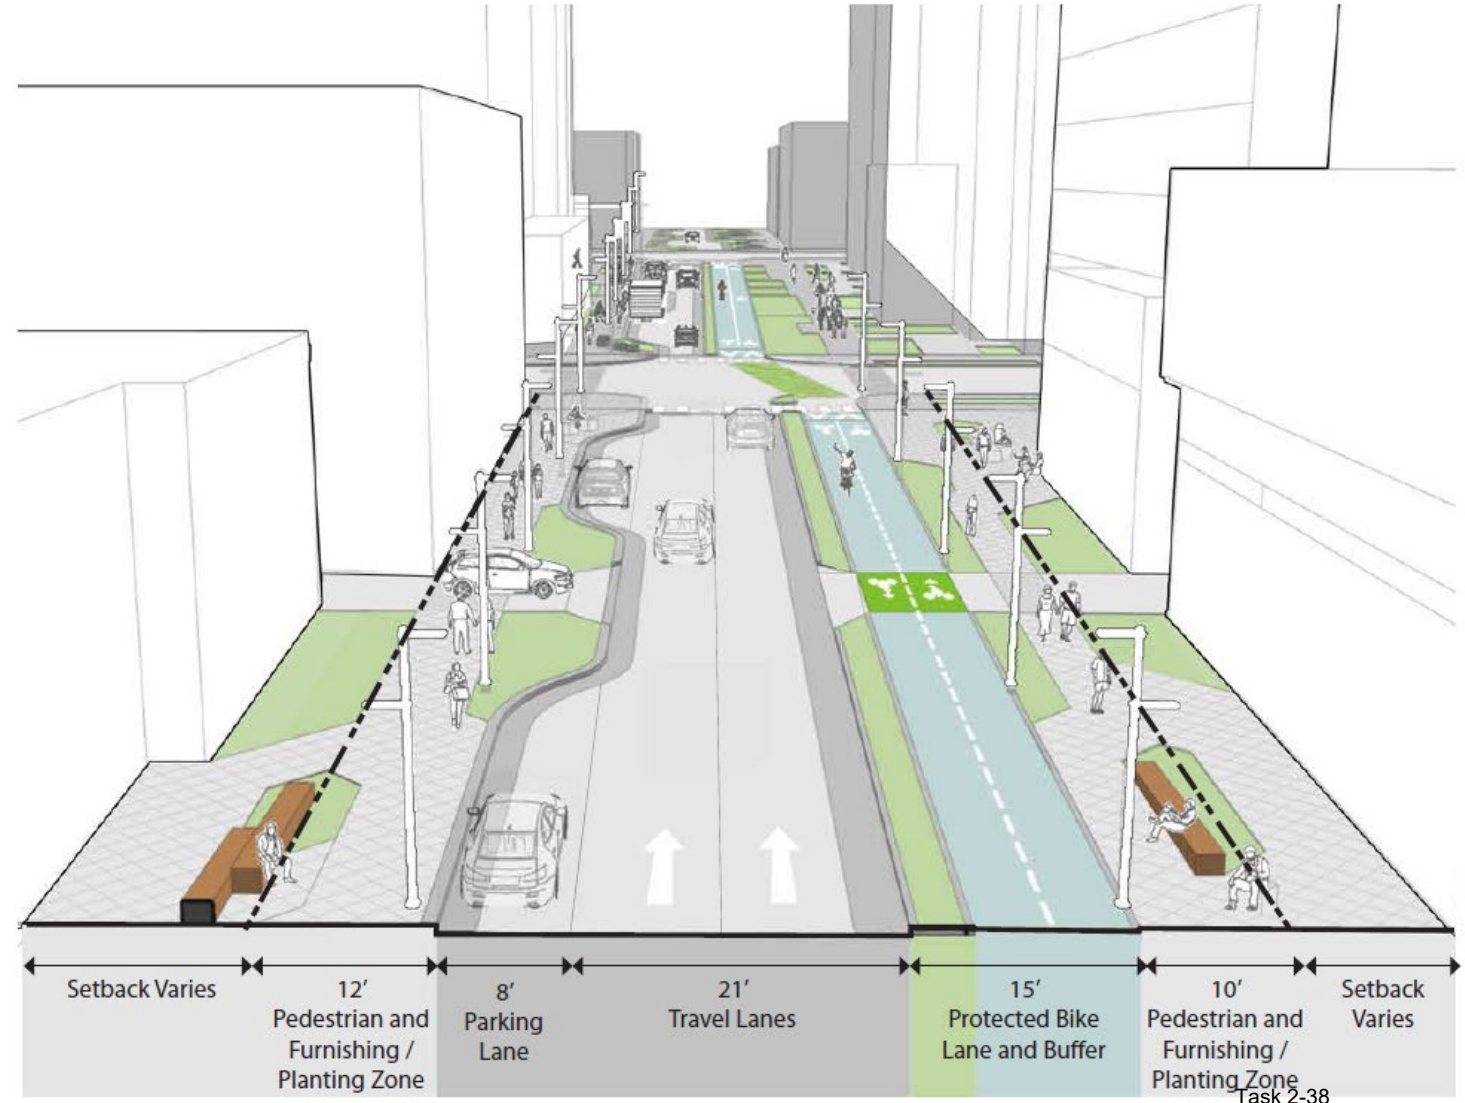 Setback Varies
12’
Pedestrian and
Furnishing /
Planting Zone
8’
Parking
Lane
21’
Travel Lanes
15’
Protected Bike
Lane and Buffer
10’
Pedestrian and
Furnishing /
Planting Zone
Setback
Varies
Task 2-38